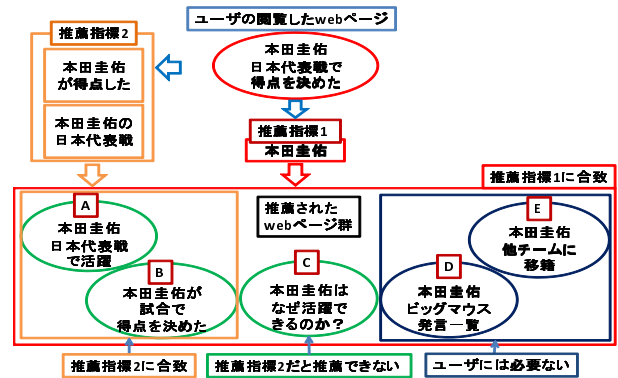 ユーザの閲覧したwebページ
推薦指標2
本田圭佑
が得点した
本田圭佑の
日本代表戦
本田圭佑
日本代表戦で
得点を決めた
推薦指標1
本田圭佑
推薦指標1に合致
A
本田圭佑
日本代表戦
で活躍
B
本田圭佑が
試合で
得点を決めた
推薦された
webページ群
C
本田圭佑は
なぜ活躍で
きるのか？
D
本田圭佑
ビッグマウス
発言一覧
E
本田圭佑
他チームに
移籍
推薦指標2に合致
推薦指標2だと推薦できない
ユーザには必要ない